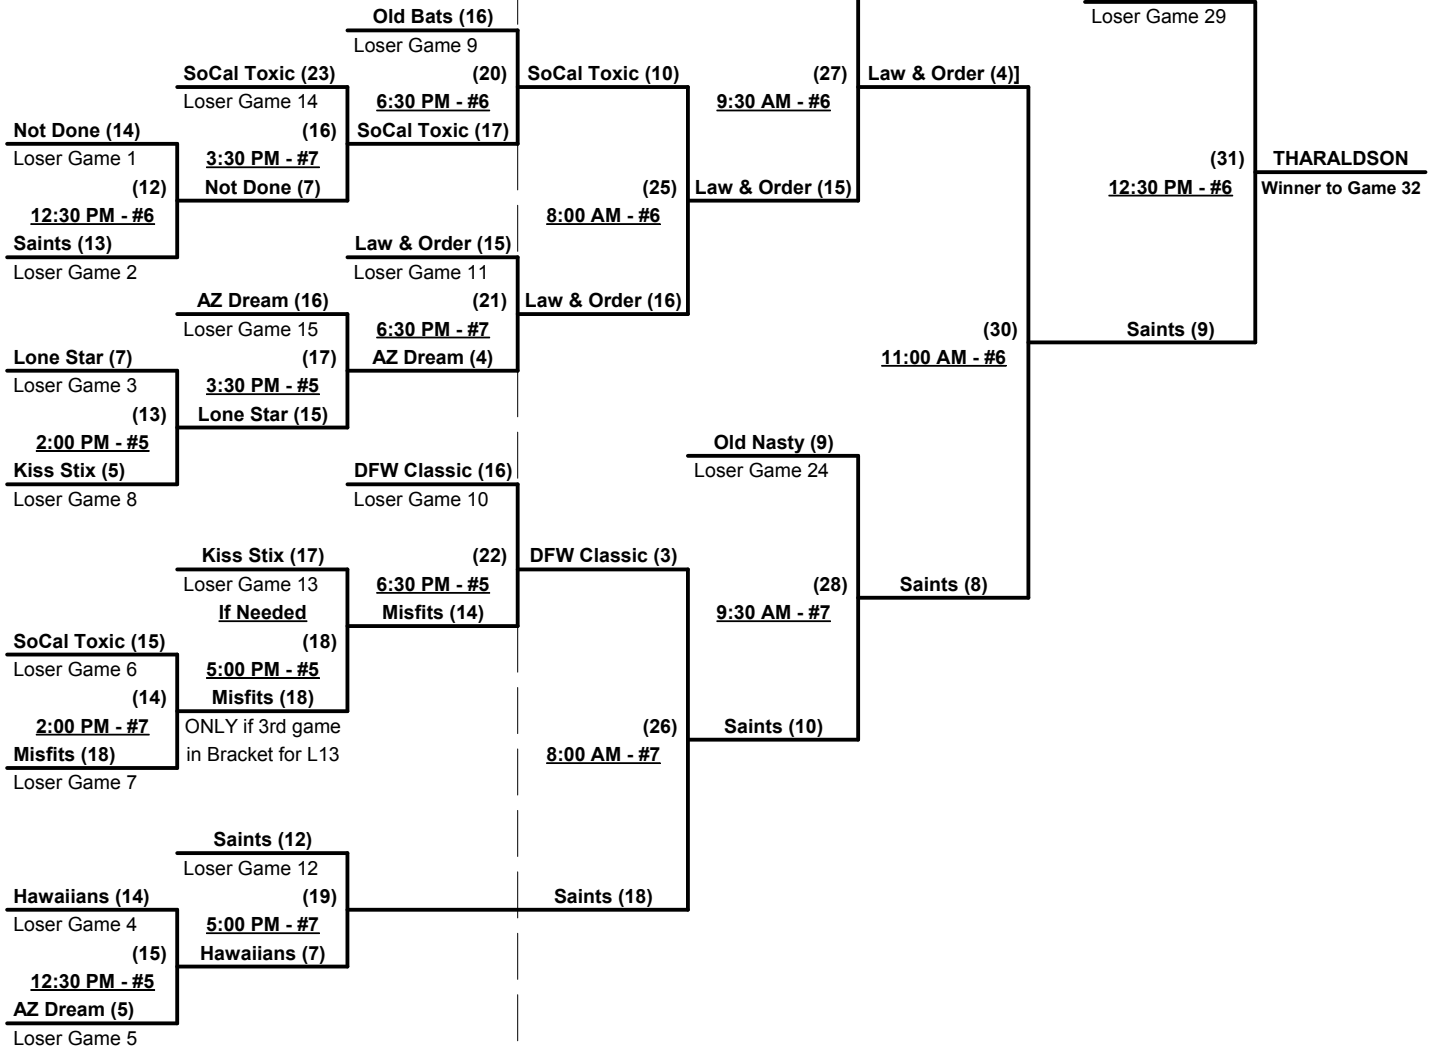 Old Bats (16)
Loser Game 9
Loser Game 29
SoCal Toxic (23)
(20)
SoCal Toxic (10)
(27)
Law & Order (4)]
Loser Game 14
6:30 PM - #6
9:30 AM - #6
Not Done (14)
(16)
SoCal Toxic (17)
Loser Game 1
3:30 PM - #7
(31)
THARALDSON
(12)
Not Done (7)
(25)
Law & Order (15)
12:30 PM - #6
Winner to Game 32
12:30 PM - #6
8:00 AM - #6
Saints (13)
Law & Order (15)
Loser Game 2
Loser Game 11
AZ Dream (16)
(21)
Law & Order (16)
Loser Game 15
6:30 PM - #7
(30)
Saints (9)
Lone Star (7)
(17)
AZ Dream (4)
11:00 AM - #6
Loser Game 3
3:30 PM - #5
(13)
Lone Star (15)
2:00 PM - #5
Old Nasty (9)
Kiss Stix (5)
DFW Classic (16)
Loser Game 24
Loser Game 8
Loser Game 10
Kiss Stix (17)
(22)
DFW Classic (3)
Loser Game 13
6:30 PM - #5
(28)
Saints (8)
If Needed
Misfits (14)
9:30 AM - #7
SoCal Toxic (15)
(18)
Loser Game 6
5:00 PM - #5
(14)
Misfits (18)
2:00 PM - #7
ONLY if 3rd game
(26)
Saints (10)
Misfits (18)
in Bracket for L13
8:00 AM - #7
Loser Game 7
Saints (12)
Loser Game 12
Hawaiians (14)
(19)
Saints (18)
Loser Game 4
5:00 PM - #7
(15)
Hawaiians (7)
12:30 PM - #5
AZ Dream (5)
Loser Game 5